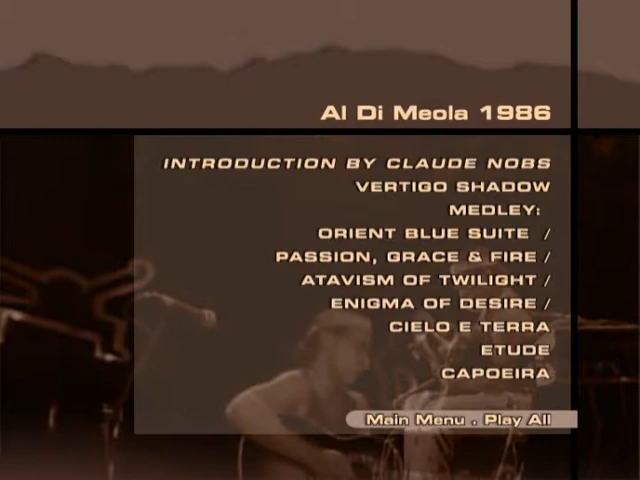 Al Di Meola 1986
INTRODUCTION BY CLAUDE NOBS
VERTIGO SHADOW
MEDLEY:
ORIENT BLUE SUITE /
PASSION, GRACE & FIRE /
ATAVISM OF TWILIGHT /
ENIGMA OF DESIRE /
CIELO E TERRA
ETUDE
CAPOEIRA
Main Menu . Play All